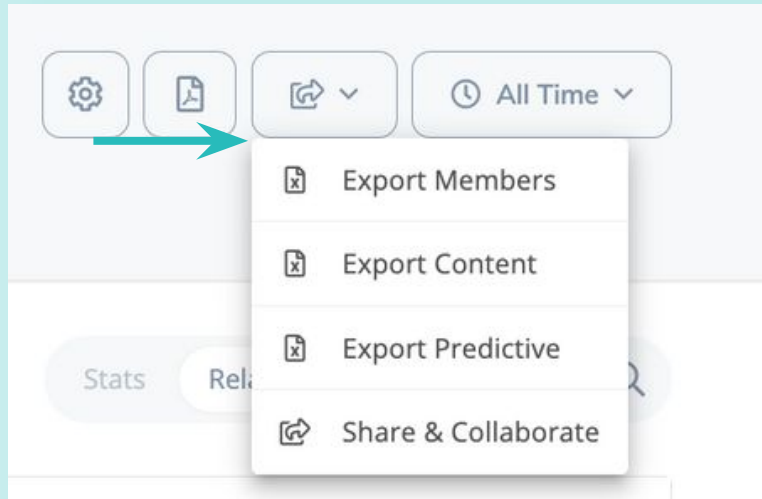 All Time
Export Members
Export Content
Export Predictive
Stats
Share & Collaborate